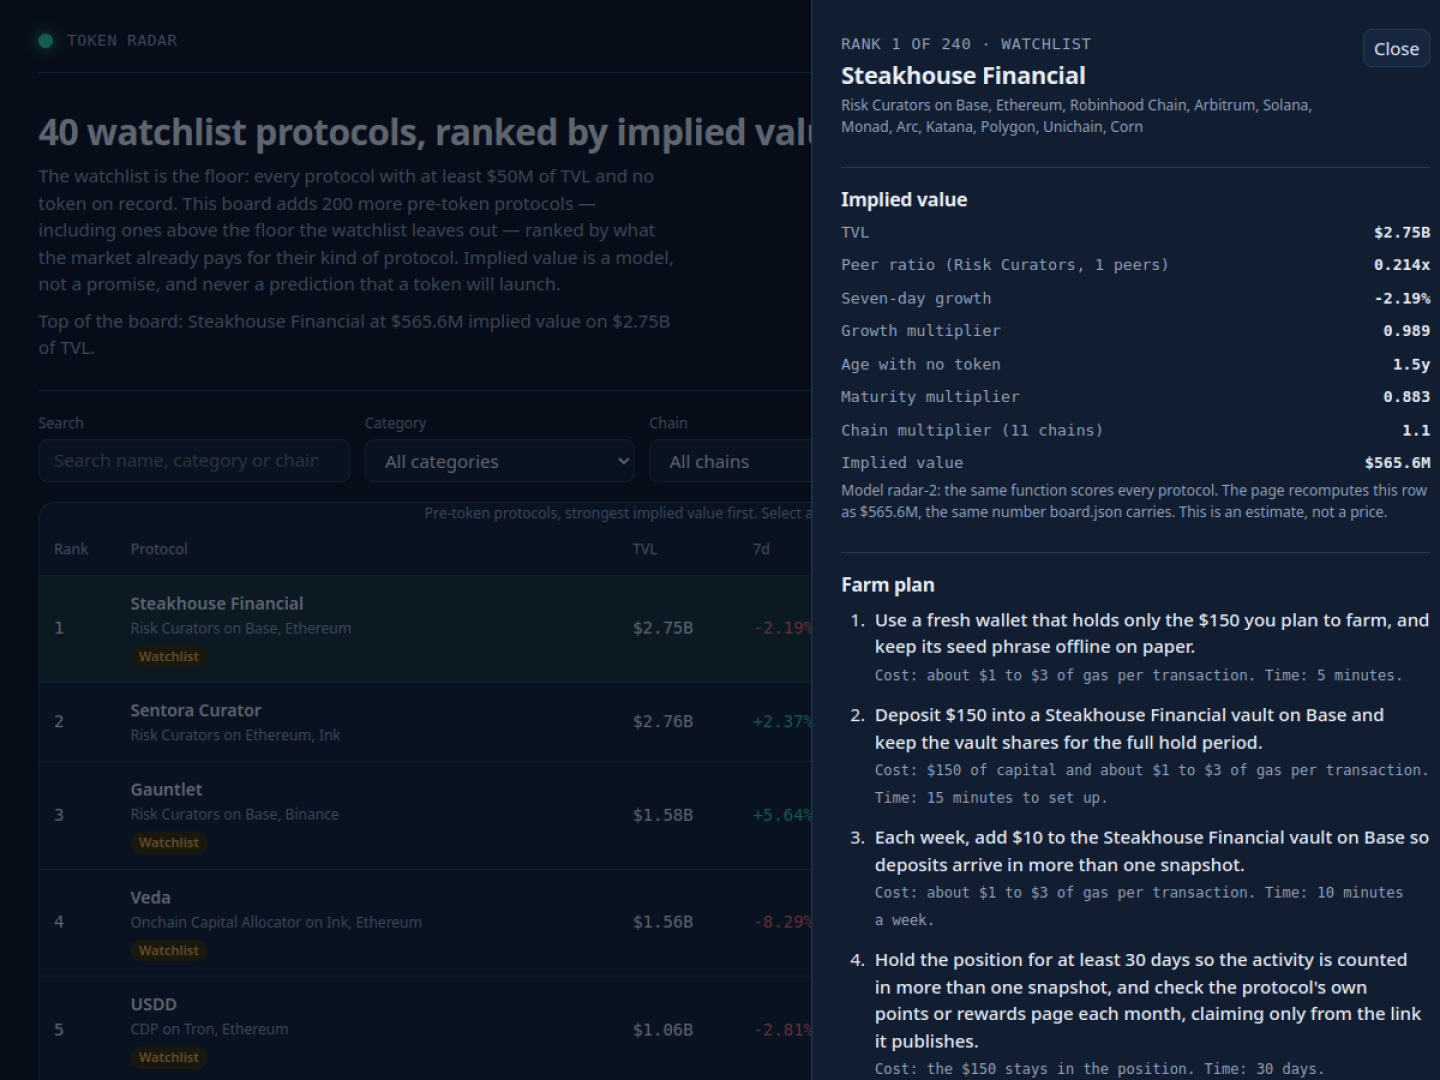 TOKEN RADAR
40 watchlist protocols, ranked by implied
The watchlist is the floor: every protocol with at least $50M of TVL and no
token on record. This board adds 200 more pre-token protocols —
including ones above the floor the watchlist leaves out — ranked by what
the market already pays for their kind of protocol. Implied value is a model,
not a promise, and never a prediction that a token will launch.
Top of the board: Steakhouse Financial at $565.6M implied value on $2.75B
of TVL.
Search
Category
Chain
Search name, category or chain
All categories
All chains
Pre-token protocols, strongest implied value first. Select a
Rank
Protocol
TVL
7d
Steakhouse Financial
1
Risk Curators on Base, Ethereum
$2.75B
-2.19%
Watchlist
Sentora Curator
2
Risk Curators on Ethereum, Ink
$2.76B
+2.37%
Gauntlet
3
Risk Curators on Base, Binance
$1.58B
+5.64%
Watchlist
Veda
4
Onchain Capital Allocator on Ink, Ethereum
$1.56B
-8.29%
Watchlist
USDD
5
CDP on Tron, Ethereum
$1.06B
-2.81%
Watchlist
RANK 1 OF 240 · WATCHLIST
Close
Steakhouse Financial
Risk Curators on Base, Ethereum, Robinhood Chain, Arbitrum, Solana,
Monad, Arc, Katana, Polygon, Unichain, Corn
Implied value
TVL $2.75B
Peer ratio (Risk Curators, 1 peers) 0.214x
Seven-day growth -2.19%
Growth multiplier 0.989
Age with no token 1.5y
Maturity multiplier 0.883
Chain multiplier (11 chains) 1.1
Implied value $565.6M
Model radar-2: the same function scores every protocol. The page recomputes this row
as $565.6M, the same number board.json carries. This is an estimate, not a price.
Farm plan
1. Use a fresh wallet that holds only the $150 you plan to farm, and
keep its seed phrase offline on paper.
Cost: about $1 to $3 of gas per transaction. Time: 5 minutes.
2. Deposit $150 into a Steakhouse Financial vault on Base and
keep the vault shares for the full hold period.
Cost: $150 of capital and about $1 to $3 of gas per transaction.
Time: 15 minutes to set up.
3. Each week, add $10 to the Steakhouse Financial vault on Base so
deposits arrive in more than one snapshot.
Cost: about $1 to $3 of gas per transaction. Time: 10 minutes
a week.
4. Hold the position for at least 30 days so the activity is counted
in more than one snapshot, and check the protocol's own
points or rewards page each month, claiming only from the link
it publishes.
Cost: the $150 stays in the position. Time: 30 days.